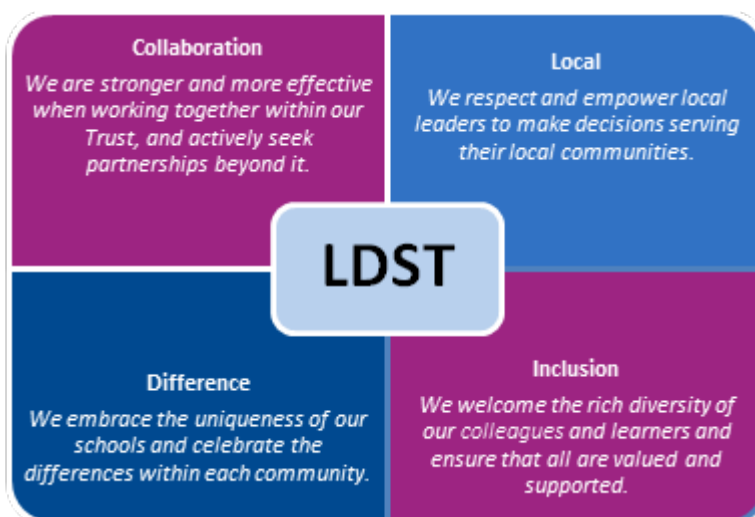 Collaboration
We are stronger and more effective
when working together within our
Trust, and actively seek
partnerships beyond it.
Local
We respect and empower local
leaders to make decisions serving
their local communities.
LDST
Difference
We embrace the uniqueness of our
schools and celebrate the
differences within each community.
Inclusion
We welcome the rich diversity of
our colleagues and learners and
ensure that all are valued and
supported.